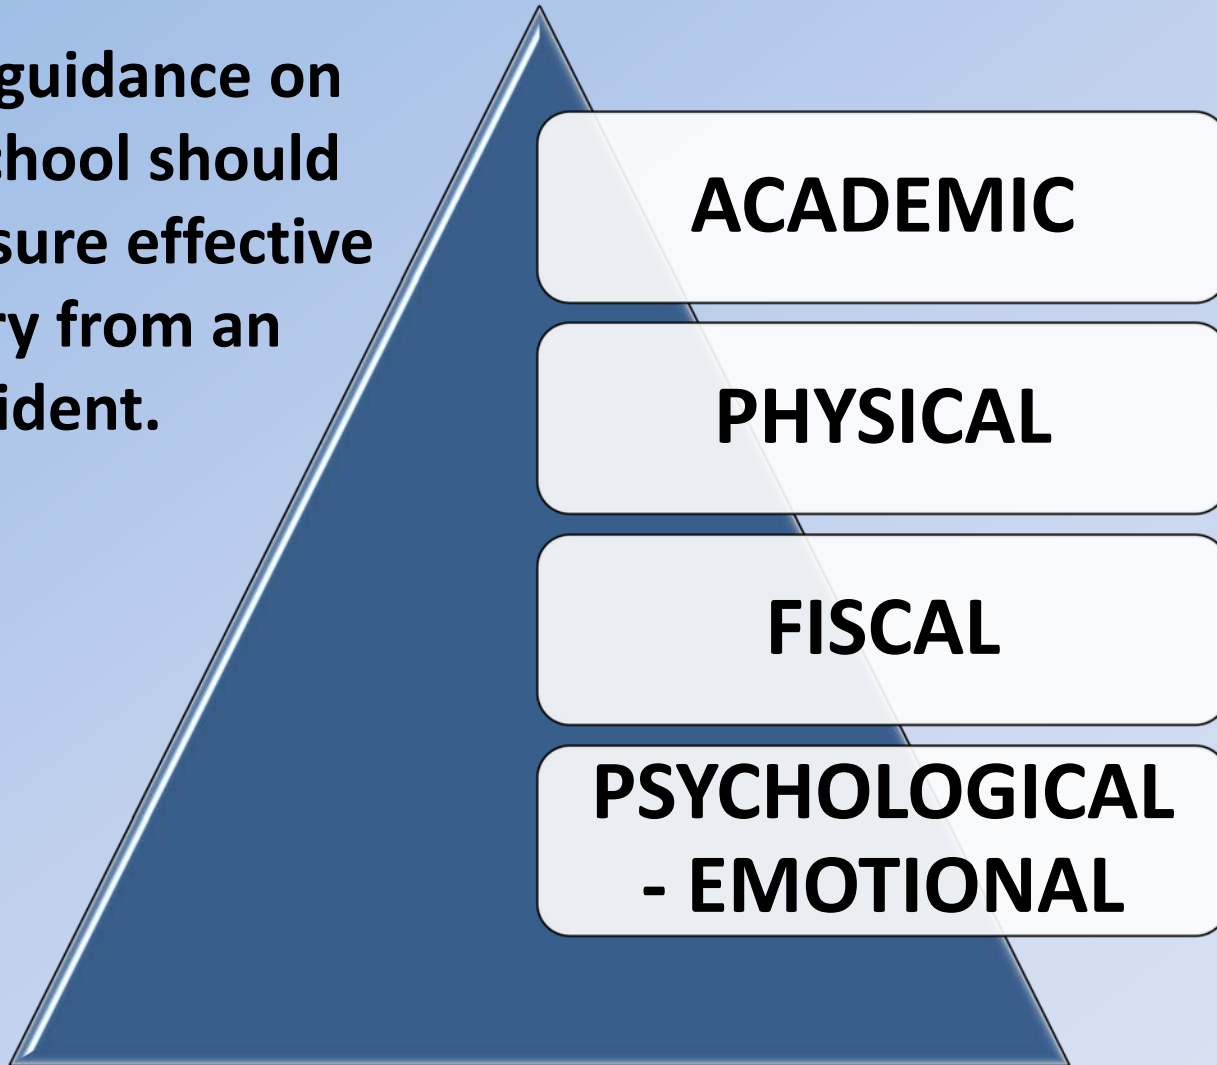 guidance on
chool should
sure effective
ry from an
ident.
ACADEMIC
PHYSICAL
FISCAL
PSYCHOLOGICAL
- EMOTIONAL